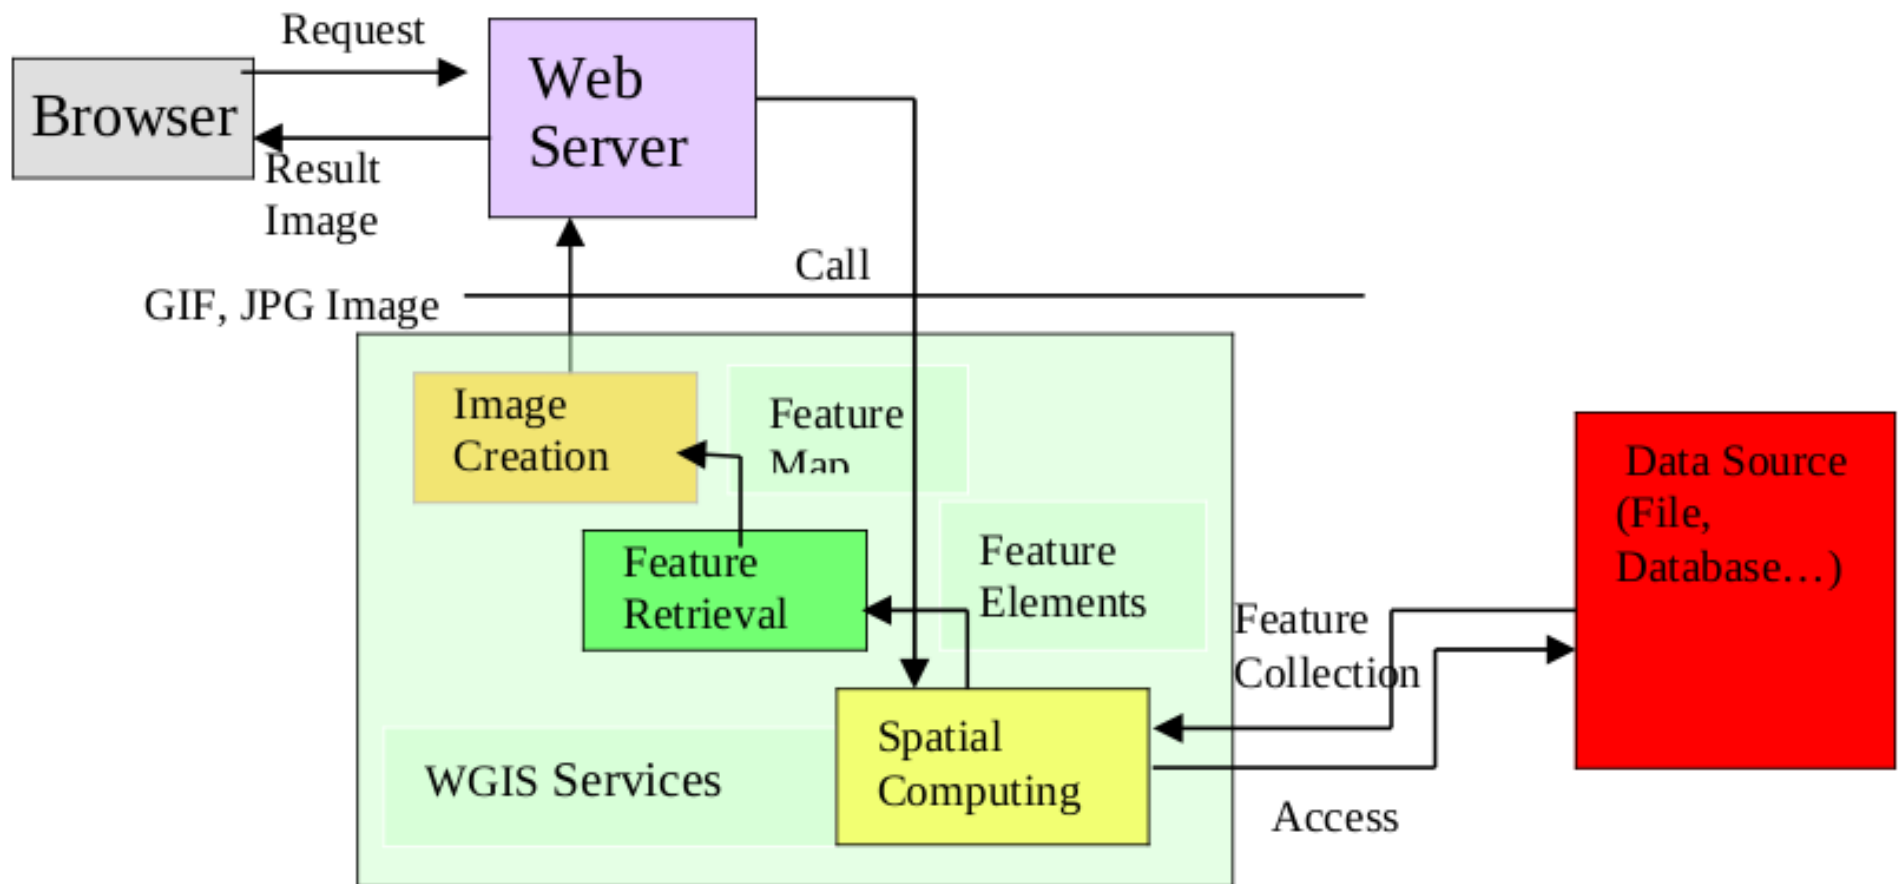 Request
Browser
Web
Server
Result
Image
Call
GIF, JPG Image
Image
Creation
Feature
Map
Feature
Retrieval
Feature
Elements
Data Source
(File,
Database…)
Feature
Collection
WGIS Services
Spatial
Computing
Access